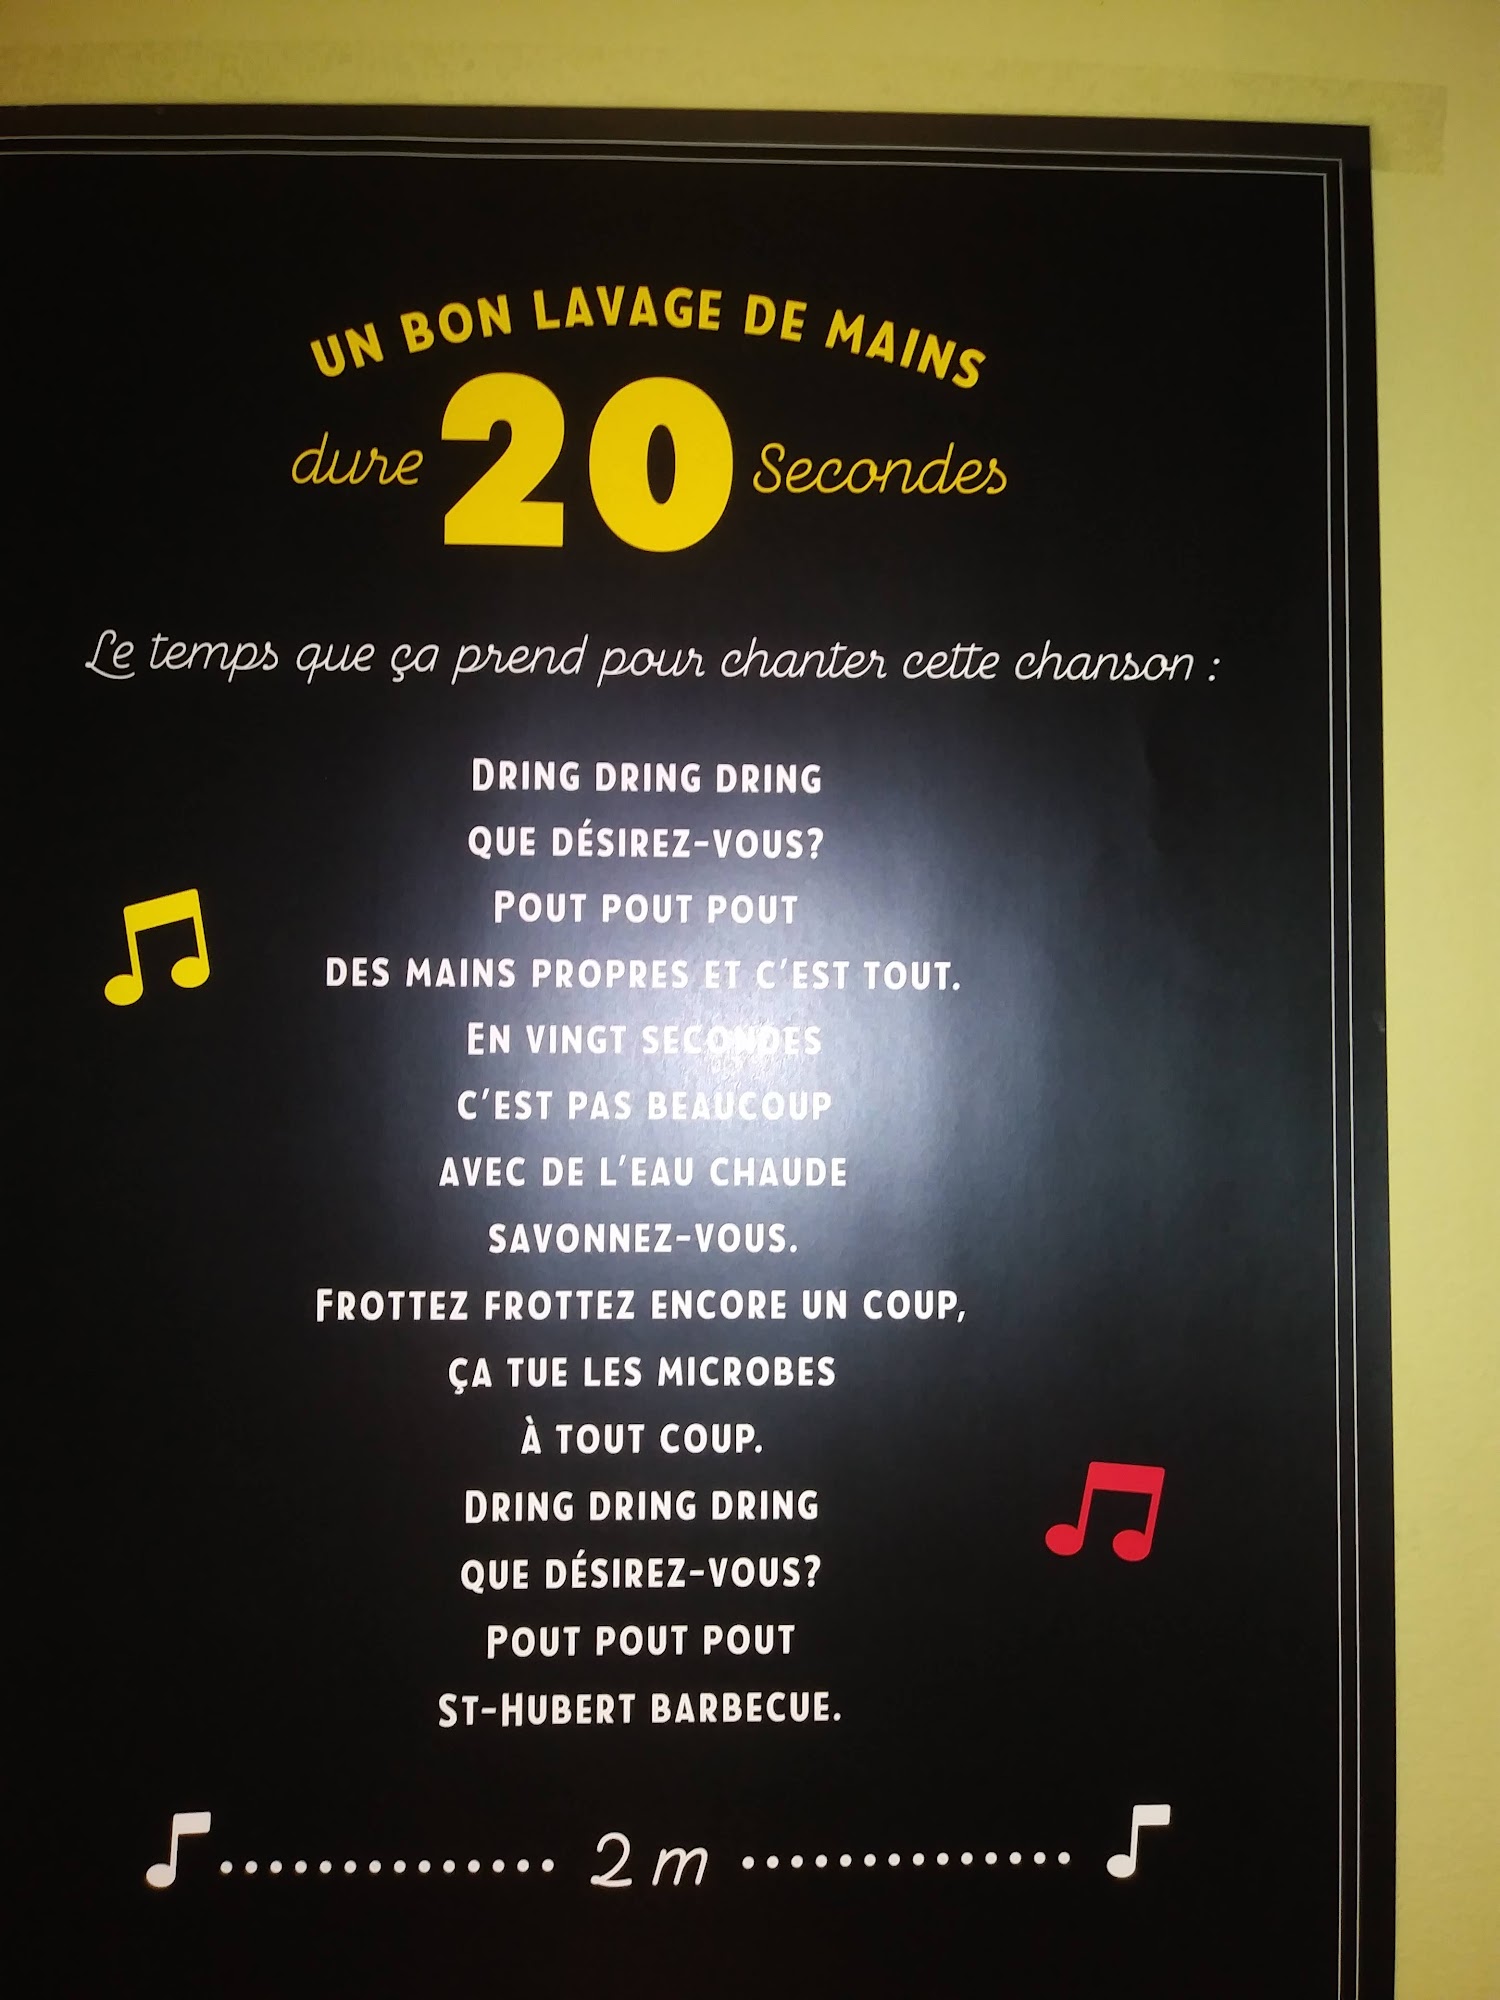 UN BON LAVAGE DE MAINS
dure 20 Secondes
Le temps que ça prend pour chanter cette chanson :
DRING DRING DRING
QUE DÉSIREZ-VOUS?
POUT POUT POUT
DES MAINS PROPRES ET C'EST TOUT.
EN VINGT SECONDES
C'EST PAS BEAUCOUP
AVEC DE L'EAU CHAUDE
SAVONNEZ-VOUS.
FROTTEZ FROTTEZ ENCORE UN COUP,
ÇA TUE LES MICROBES
À TOUT COUP.
DRING DRING DRING
QUE DÉSIREZ-VOUS?
POUT POUT POUT
ST-HUBERT BARBECUE.
2 m